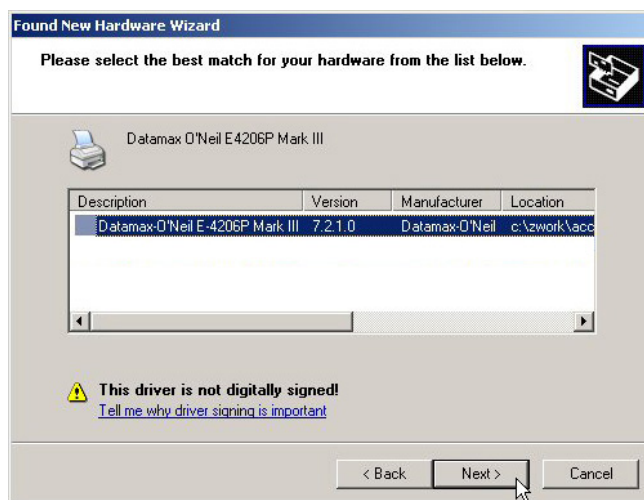 Found New Hardware Wizard
Please select the best match for your hardware from the list below.
Datamax O'Neil E4206P Mark III
Description Version Manufacturer Location
Datamax-O'Neil E-4206P Mark III 7.2.1.0 Datamax-O'Neil c:\zwork\acc
This driver is not digitally signed!
Tell me why driver signing is important
< Back Next > Cancel